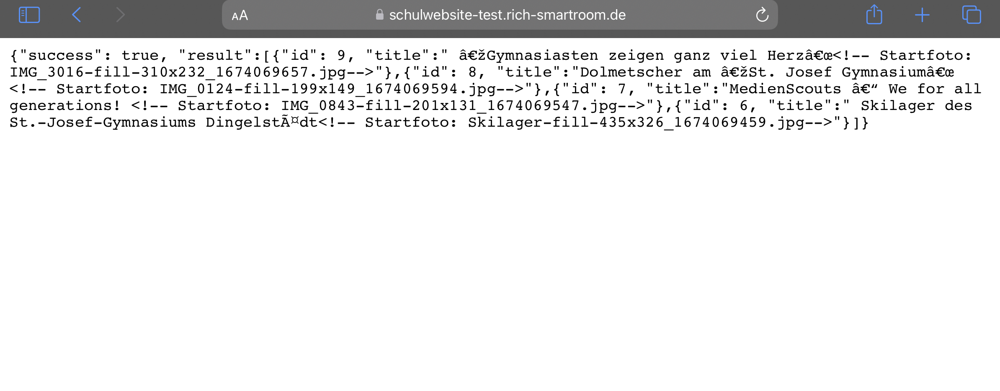 AA schulwebsite-test.rich-smartroom.de
{"success": true, "result":[{"id": 9, "title":" â€žGymnasiasten zeigen ganz viel Herzâ€œ<!-- Startfoto:
IMG_3016-fill-310x232_1674069657.jpg-->"},{"id": 8, "title":"Dolmetscher am â€žSt. Josef Gymnasiumâ€œ
<!-- Startfoto: IMG_0124-fill-199x149_1674069594.jpg-->"},{"id": 7, "title":"MedienScouts â€“ We for all
generations! <!-- Startfoto: IMG_0843-fill-201x131_1674069547.jpg-->"},{"id": 6, "title":" Skilager des
St.-Josef-Gymnasiums DingelstÃ¤dt<!-- Startfoto: Skilager-fill-435x326_1674069459.jpg-->"}]}